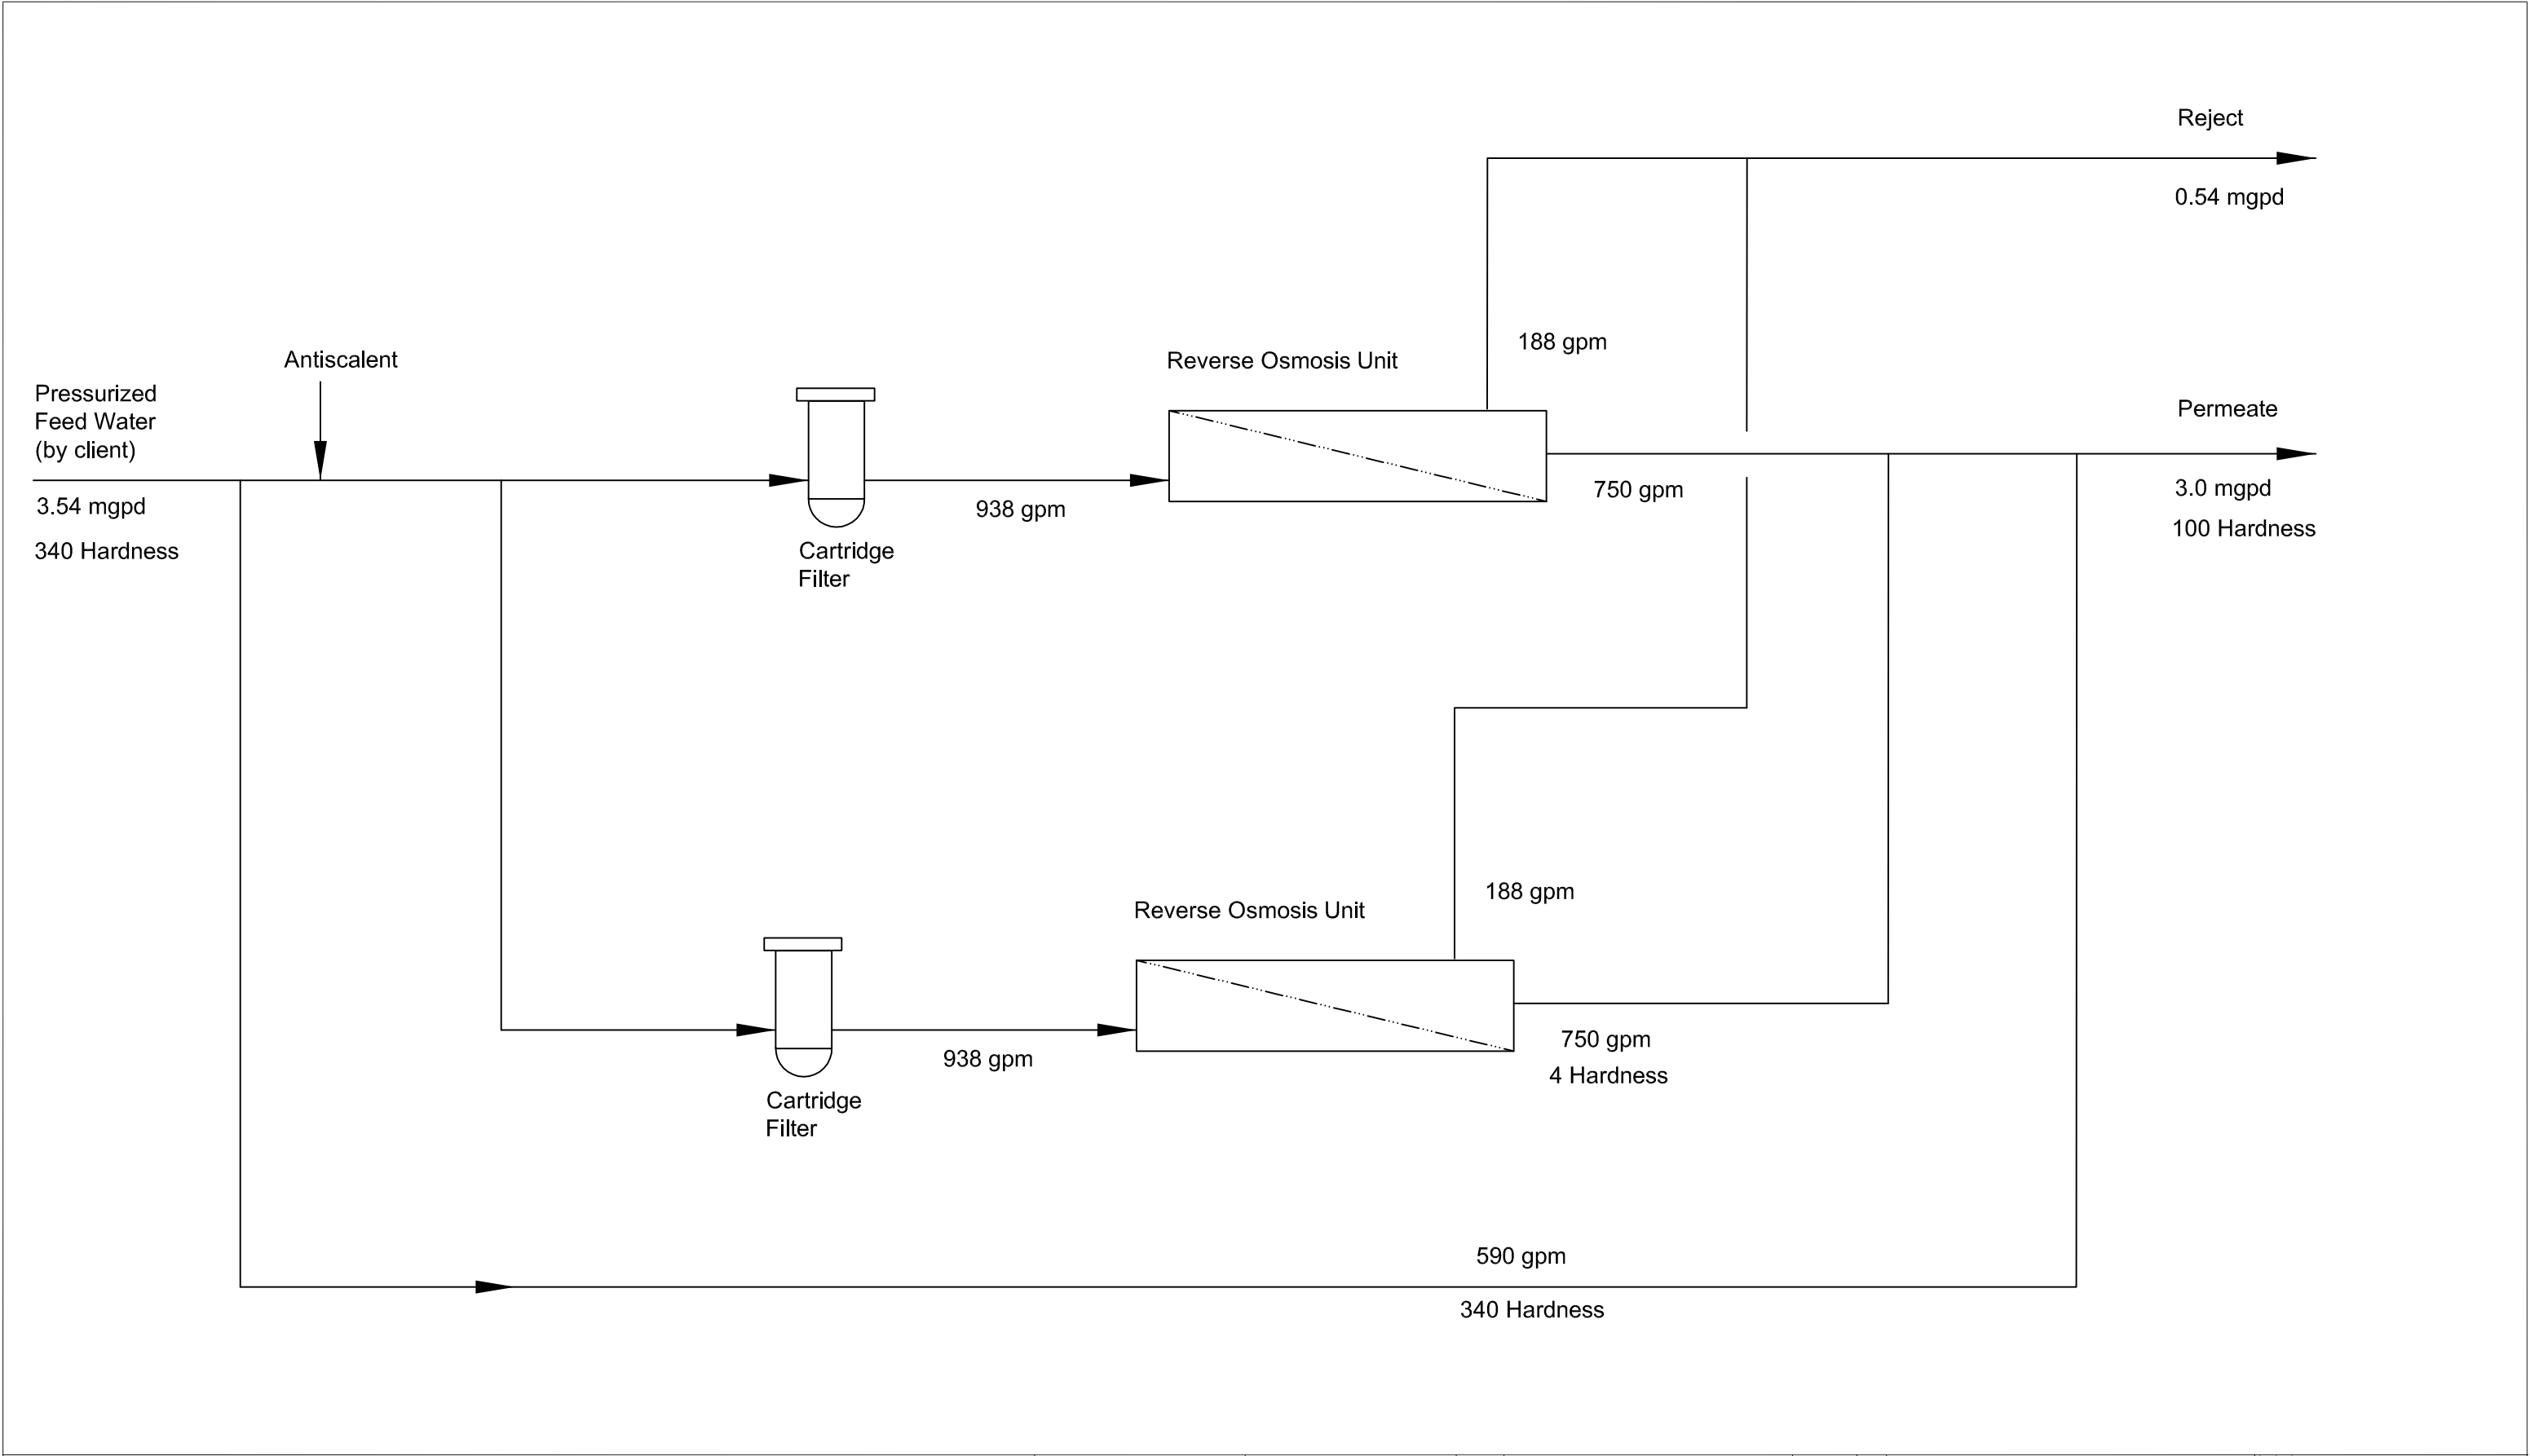 Reject
0.54 mgpd
188 gpm
Antiscalent
Reverse Osmosis Unit
Pressurized
Feed Water
(by client)
Permeate
3.54 mgpd
750 gpm
3.0 mgpd
938 gpm
100 Hardness
340 Hardness
Cartridge
Filter
188 gpm
Reverse Osmosis Unit
750 gpm
938 gpm
4 Hardness
Cartridge
Filter
590 gpm
340 Hardness